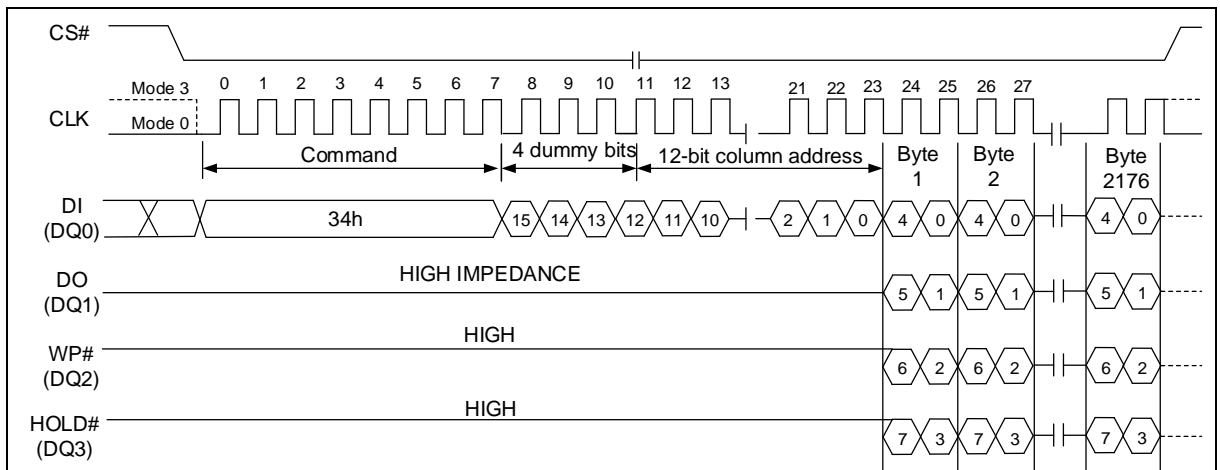 CS#
Mode 3 0 1 2 3 4 5 6 7 8 9 10 11 12 13 21 22 23 24 25 26 27
CLK
Mode 0
Command 4 dummy bits 12-bit column address Byte 1 Byte 2 Byte 2176
DI (DQ0) 34h 15 14 13 12 11 10 2 1 0 4 0 4 0 4 0
HIGH IMPEDANCE
DO (DQ1) 5 1 5 1 5 1
HIGH
WP# (DQ2) 6 2 6 2 6 2
HIGH
HOLD# (DQ3) 7 3 7 3 7 3